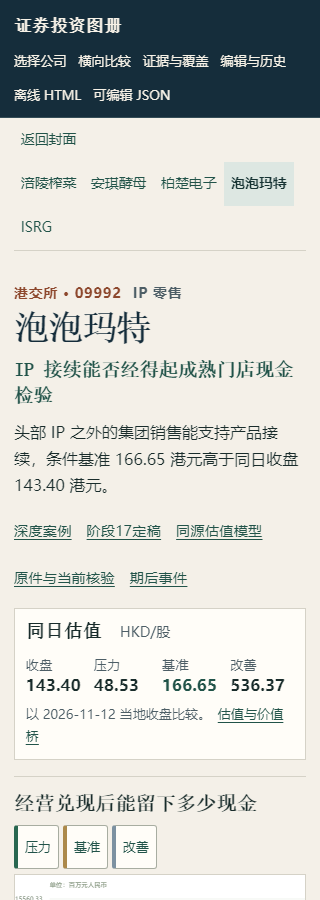 证券投资图册
选择公司 横向比较 证据与覆盖 编辑与历史
离线 HTML 可编辑 JSON
返回封面
涪陵榨菜 安琪酵母 柏楚电子 泡泡玛特
ISRG
港交所 • 09992 IP 零售
泡泡玛特
IP 接续能否经得起成熟门店现金
检验
头部 IP 之外的集团销售能支持产品接
续，条件基准 166.65 港元高于同日收盘
143.40 港元。
深度案例 阶段17定稿 同源估值模型
原件与当前核验 期后事件
同日估值 HKD/股
收盘 压力 基准 改善
143.40 48.53 166.65 536.37
以 2026-11-12 当地收盘比较。 估值与价值
桥
经营兑现后能留下多少现金
压力 基准 改善
单位：百万元人民币
15560.33